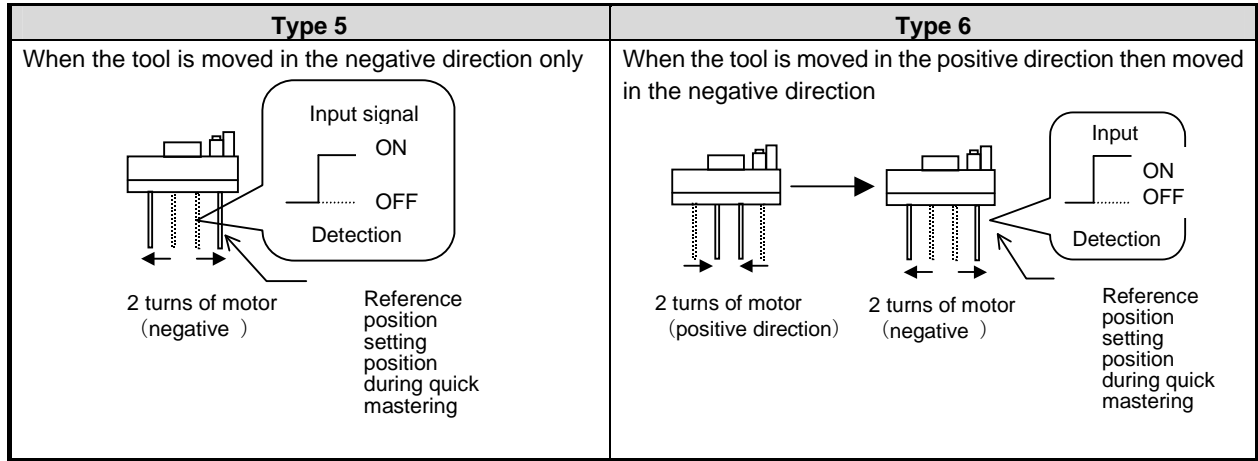 Type 5
When the tool is moved in the negative direction only
Input signal
ON
OFF
Detection
2 turns of motor
（negative ）
Reference
position
setting
position
during quick
mastering
Type 6
When the tool is moved in the positive direction then moved
in the negative direction
Input
ON
OFF
Detection
2 turns of motor
（positive direction）
2 turns of motor
（negative ）
Reference
position
setting
position
during quick
mastering